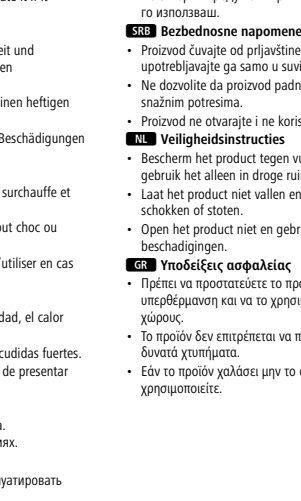 eit und
en
inen heftigen
Beschädigungen
surchauffe et
out choc ou
'utiliser en cas
dad, el calor
cudidas fuertes.
de presentar
а.
иях.
уатировать
го използваш.
SRB Bezbednosne napomene
• Proizvod čuvajte od prljavštine
upotrebljavajte ga samo u suvi
• Ne dozvolite da proizvod padn
snažnim potresima.
• Proizvod ne otvarajte i ne koris
NL Veiligheidsinstructies
• Bescherm het product tegen vu
gebruik het alleen in droge rui
• Laat het product niet vallen en
schokken of stoten.
• Open het product niet en gebr
beschadigingen.
GR Υποδείξεις ασφαλείας
• Πρέπει να προστατεύετε το προ
υπερθέρμανση και να το χρησι
χώρους.
• Το προϊόν δεν επιτρέπεται να π
δυνατά χτυπήματα.
• Εάν το προϊόν χαλάσει μην το α
χρησιμοποιείτε.